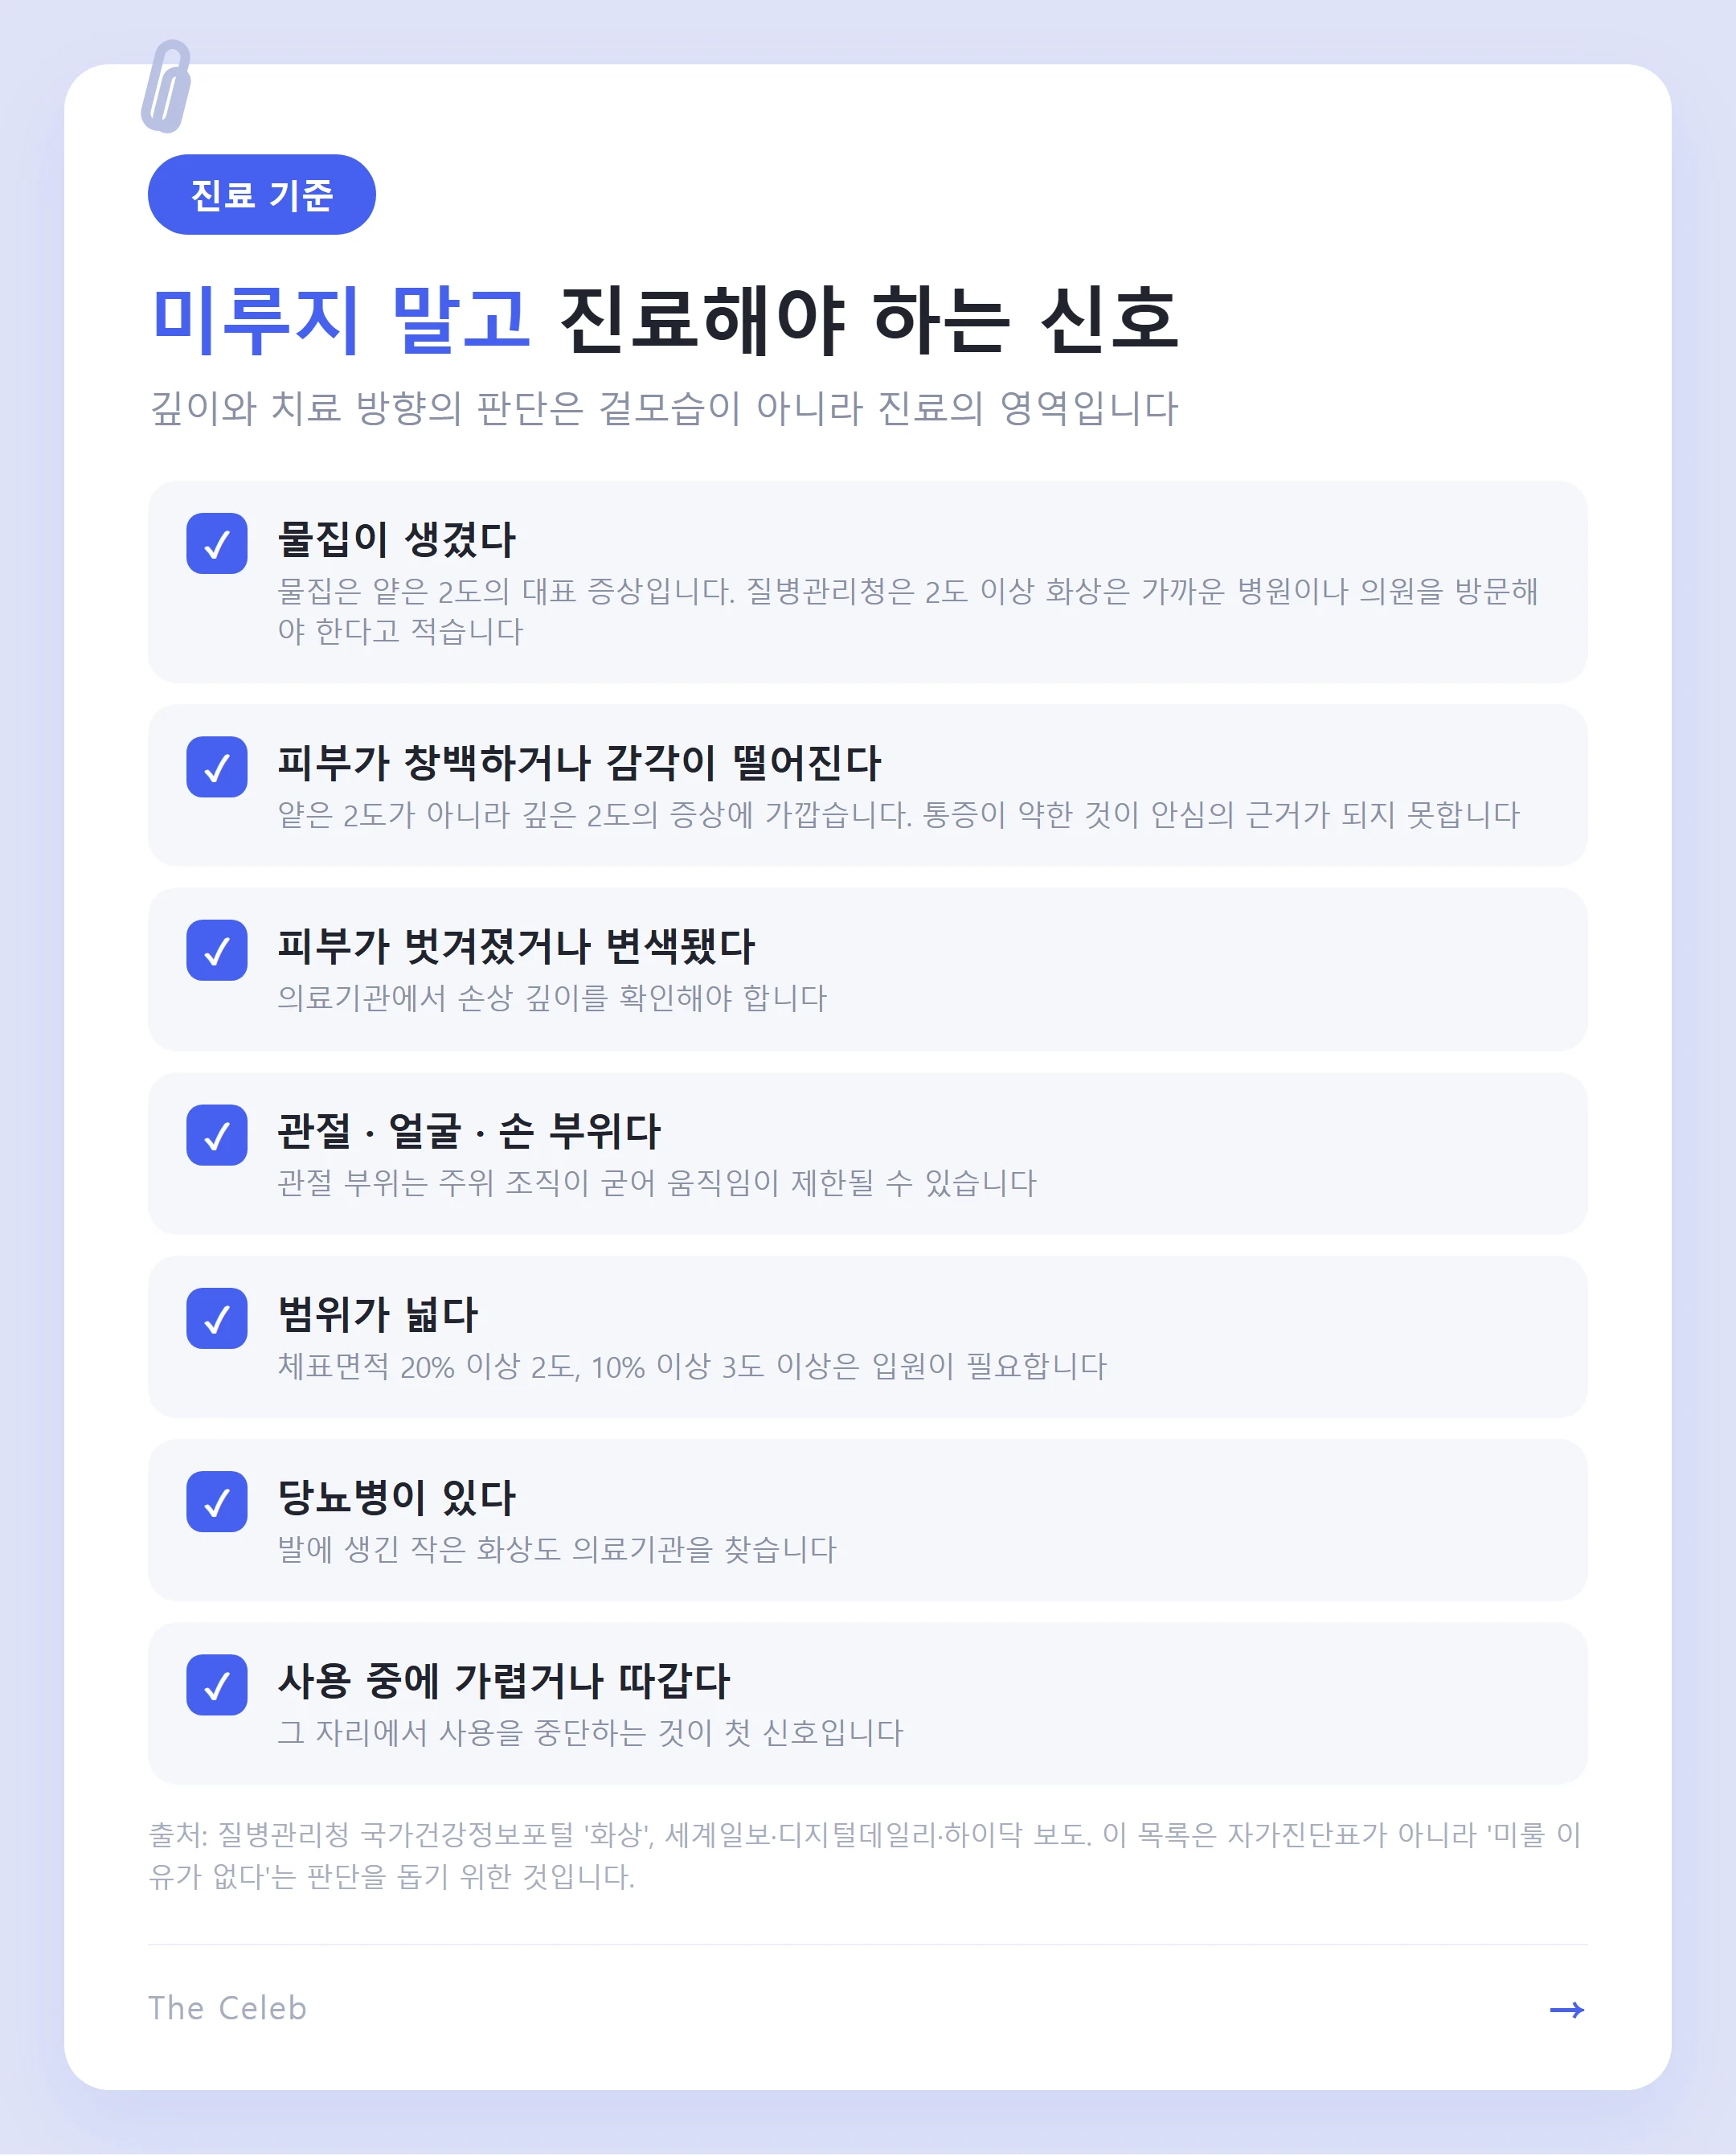 진료 기준
미루지 말고 진료해야 하는 신호
깊이와 치료 방향의 판단은 겉모습이 아니라 진료의 영역입니다
물집이 생겼다
물집은 얕은 2도의 대표 증상입니다. 질병관리청은 2도 이상 화상은 가까운 병원이나 의원을 방문해
야 한다고 적습니다
피부가 창백하거나 감각이 떨어진다
얕은 2도가 아니라 깊은 2도의 증상에 가깝습니다. 통증이 약한 것이 안심의 근거가 되지 못합니다
피부가 벗겨졌거나 변색됐다
의료기관에서 손상 깊이를 확인해야 합니다
관절 · 얼굴 · 손 부위다
관절 부위는 주위 조직이 굳어 움직임이 제한될 수 있습니다
범위가 넓다
체표면적 20% 이상 2도, 10% 이상 3도 이상은 입원이 필요합니다
당뇨병이 있다
발에 생긴 작은 화상도 의료기관을 찾습니다
사용 중에 가렵거나 따갑다
그 자리에서 사용을 중단하는 것이 첫 신호입니다
출처: 질병관리청 국가건강정보포털 '화상', 세계일보·디지털데일리·하이닥 보도. 이 목록은 자가진단표가 아니라 '미룰 이
유가 없다'는 판단을 돕기 위한 것입니다.
The Celeb →